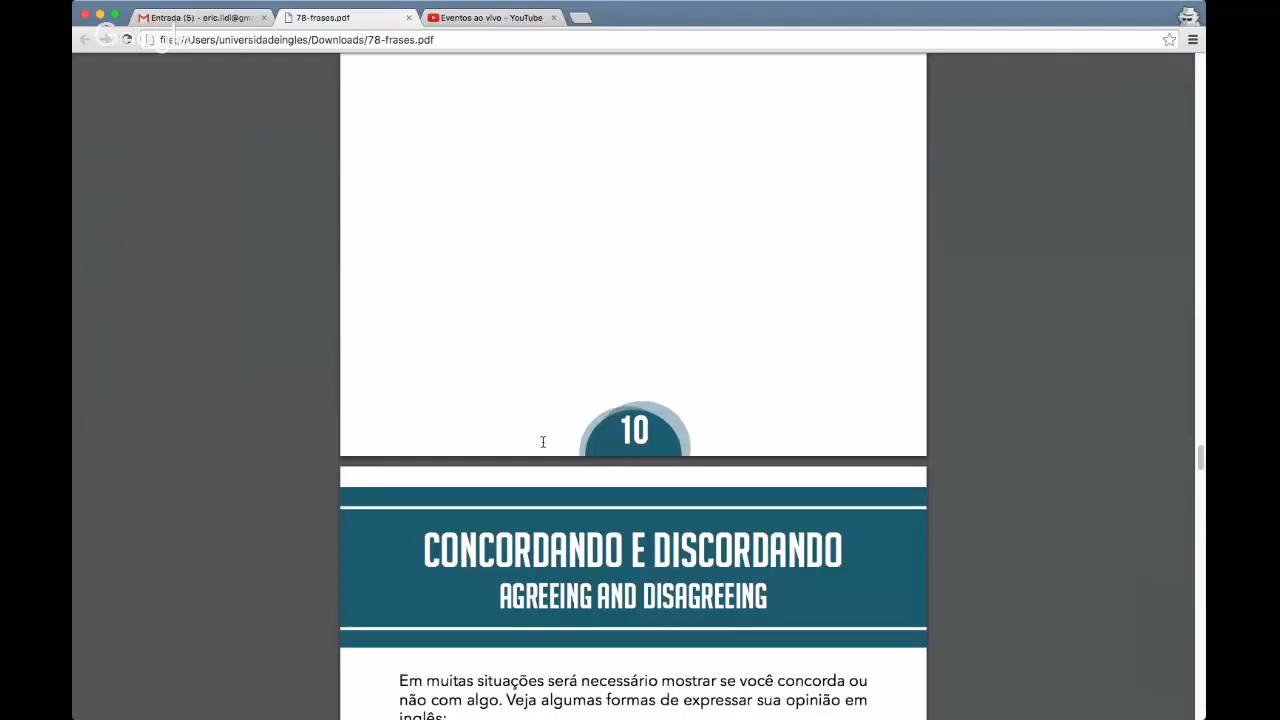 Entrada (5) - eric.lidl@gm
78-frases.pdf
Eventos ao vivo - YouTube
file:///Users/universidadeingles/Downloads/78-frases.pdf
10
CONCORDANDO E DISCORDANDO
AGREEING AND DISAGREEING
Em muitas situações será necessário mostrar se você concorda ou
não com algo. Veja algumas formas de expressar sua opinião em
inglês: